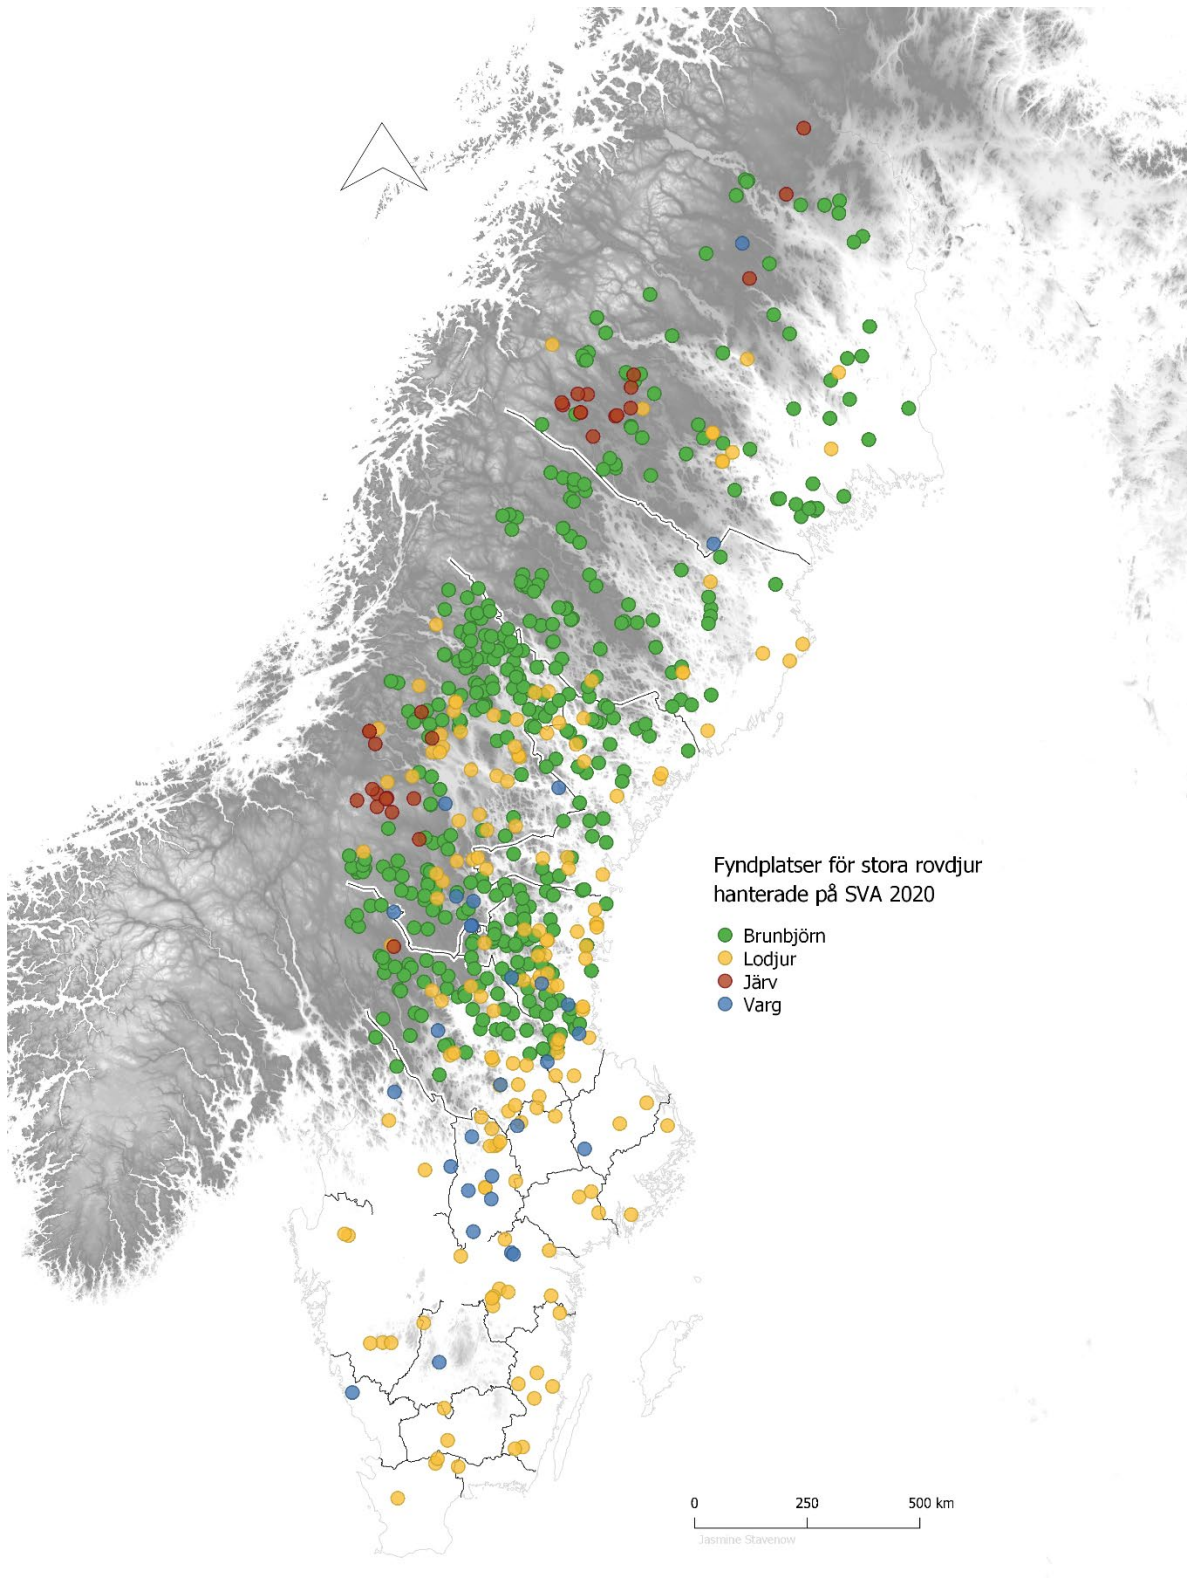 Fyndplatser för stora rovdjur
hanterade på SVA 2020
Brunbjörn
Lodjur
Järv
Varg
0 250 500 km
Jasmine Stavenow